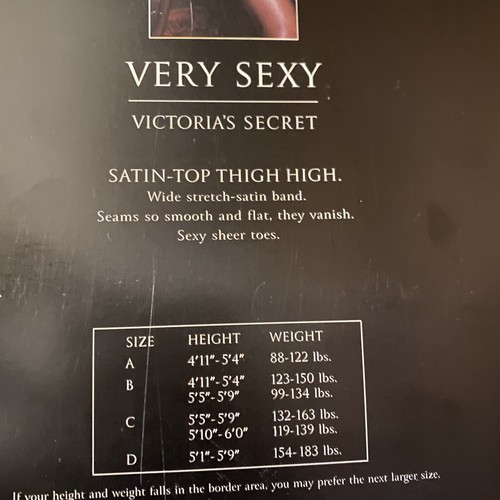 VERY SEXY
VICTORIA'S SECRET
SATIN-TOP THIGH HIGH.
Wide stretch-satin band.
Seams so smooth and flat, they vanish.
Sexy sheer toes.
SIZE HEIGHT WEIGHT
A 4'11"-5'4" 88-122 lbs.
B 4'11"-5'4" 123-150 lbs.
5'5"-5'9" 99-134 lbs.
C 5'5"-5'9" 132-163 lbs.
5'10"-6'0" 119-139 lbs.
D 5'1"-5'9" 154-183 lbs.
If your height and weight falls in the border area, you may prefer the next larger size.